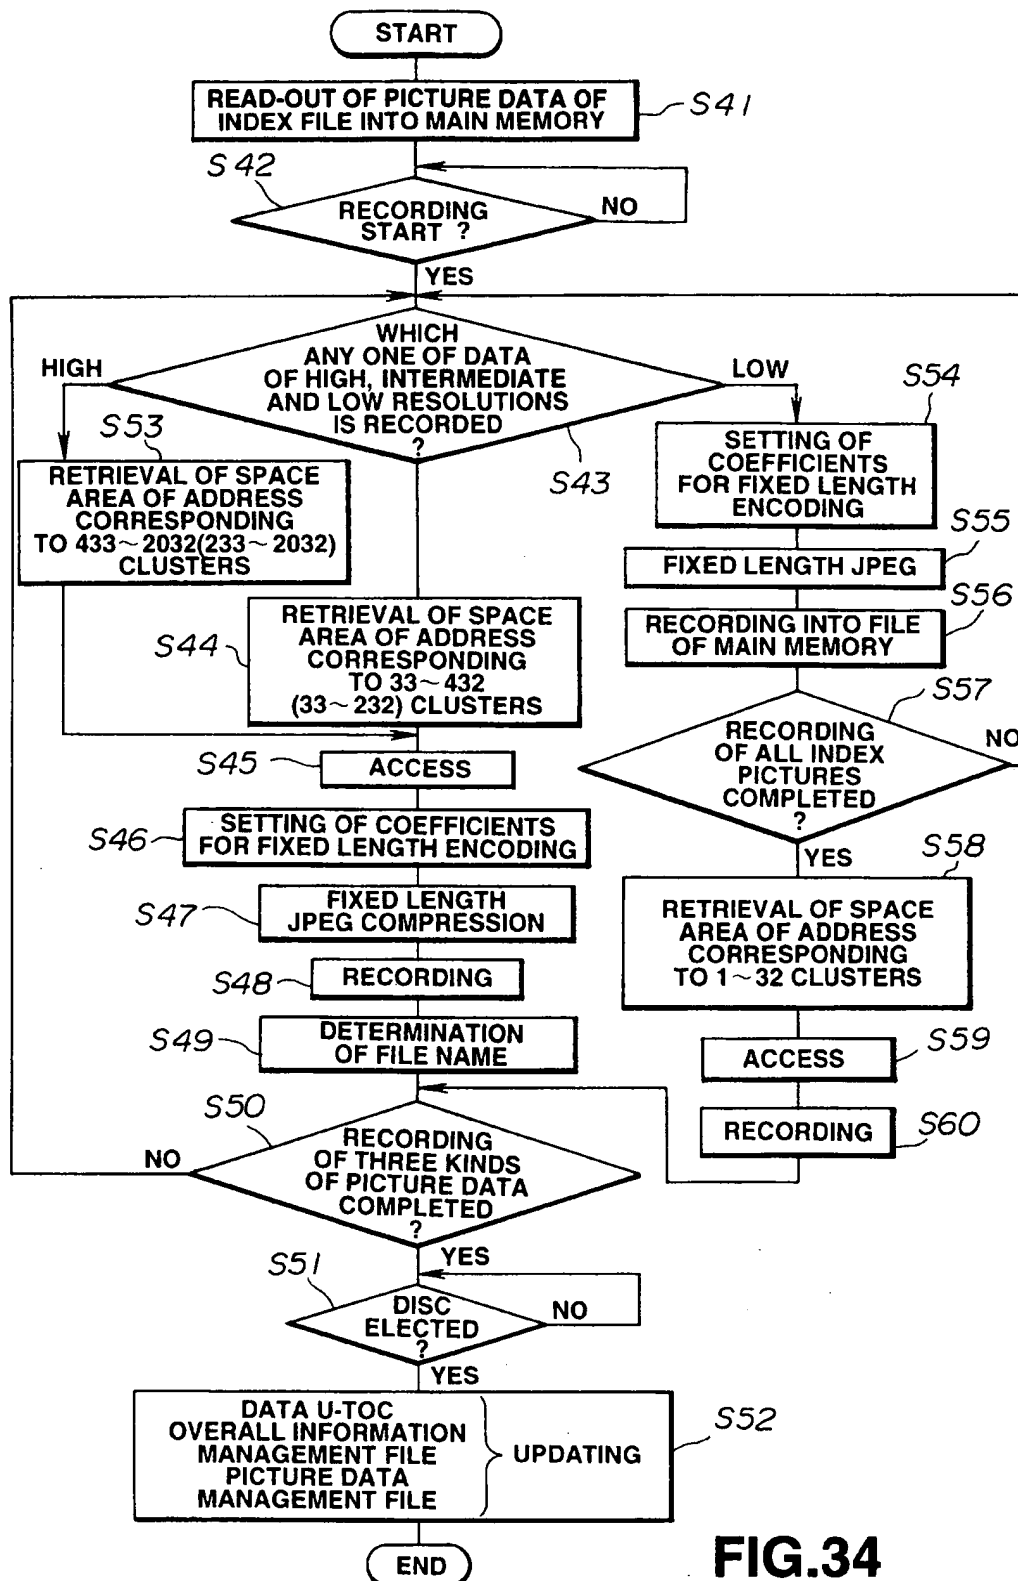 START
READ-OUT OF PICTURE DATA OF
INDEX FILE INTO MAIN MEMORY
S41
S42
RECORDING
START ?
NO
YES
WHICH
ANY ONE OF DATA
OF HIGH, INTERMEDIATE
AND LOW RESOLUTIONS
IS RECORDED
?
HIGH
LOW
S43
S53
RETRIEVAL OF SPACE
AREA OF ADDRESS
CORRESPONDING
TO 433~2032(233~2032)
CLUSTERS
S54
SETTING OF
COEFFICIENTS
FOR FIXED LENGTH
ENCODING
S55
FIXED LENGTH JPEG
S56
RECORDING INTO FILE
OF MAIN MEMORY
S44
RETRIEVAL OF SPACE
AREA OF ADDRESS
CORRESPONDING
TO 33~432
(33~232) CLUSTERS
S57
RECORDING
OF ALL INDEX
PICTURES
COMPLETED
?
NO
YES
S45
ACCESS
S46
SETTING OF COEFFICIENTS
FOR FIXED LENGTH ENCODING
S47
FIXED LENGTH
JPEG COMPRESSION
S48
RECORDING
S49
DETERMINATION
OF FILE NAME
S58
RETRIEVAL OF SPACE
AREA OF ADDRESS
CORRESPONDING
TO 1~32 CLUSTERS
S59
ACCESS
S60
RECORDING
S50
RECORDING
OF THREE KINDS
OF PICTURE DATA
COMPLETED
?
NO
YES
S51
DISC
ELECTED
?
NO
YES
S52
DATA U-TOC
OVERALL INFORMATION
MANAGEMENT FILE
PICTURE DATA
MANAGEMENT FILE
UPDATING
END
FIG.34